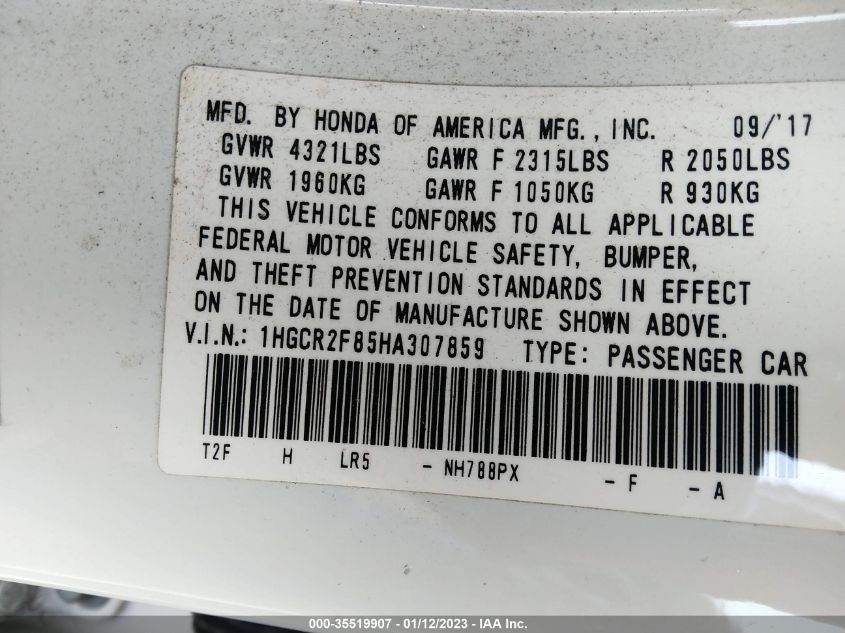 MFD. BY HONDA OF AMERICA MFG., INC. 09/'17
GVWR 4321LBS GAWR F 2315LBS R 2050LBS
GVWR 1960KG GAWR F 1050KG R 930KG
THIS VEHICLE CONFORMS TO ALL APPLICABLE
FEDERAL MOTOR VEHICLE SAFETY, BUMPER,
AND THEFT PREVENTION STANDARDS IN EFFECT
ON THE DATE OF MANUFACTURE SHOWN ABOVE.
V.I.N.: 1HGCR2F85HA307859 TYPE: PASSENGER CAR
T2F H LR5 - NH788PX - F - A
000-35519907 - 01/12/2023 - IAA Inc.